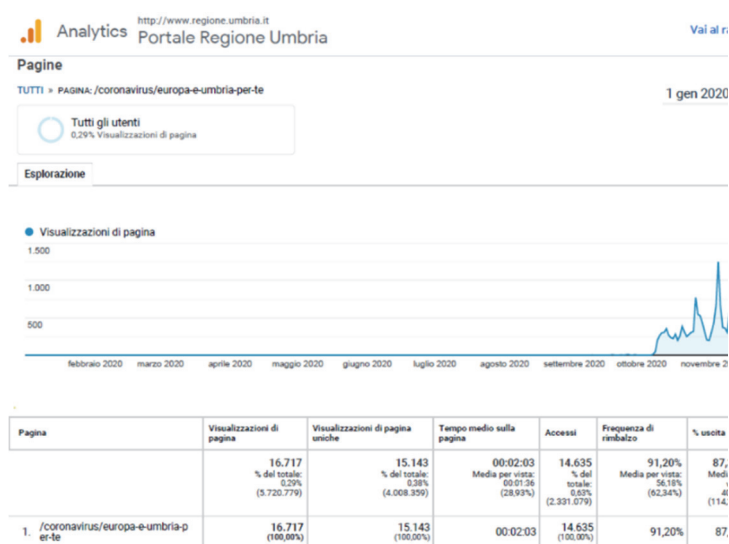 http://www.regione.umbria.it
Analytics Portale Regione Umbria
Vai al ra
Pagine
TUTTI » PAGINA: /coronavirus/europa-e-umbria-per-te
1 gen 2020
Tutti gli utenti
0,29% Visualizzazioni di pagina
Esplorazione
Visualizzazioni di pagina
1.500
1.000
500
febbraio 2020 marzo 2020 aprile 2020 maggio 2020 giugno 2020 luglio 2020 agosto 2020 settembre 2020 ottobre 2020 novembre 2
Pagina Visualizzazioni di pagina Visualizzazioni di pagina uniche Tempo medio sulla pagina Accessi Frequenza di rimbalzo % uscita
16.717 15.143 00:02:03 14.635 91,20% 87,
% del totale: 0,29% (5.720.779) % del totale: 0,38% (4.008.359) Media per vista: 00:01:36 (28,93%) % del totale: 0,63% (2.331.079) Media per vista: 56,18% (62,34%) (114,
1. /coronavirus/europa-e-umbria-p
er-te
16.717 (100,00%) 15.143 (100,00%) 00:02:03 14.635 (100,00%) 91,20% 87,